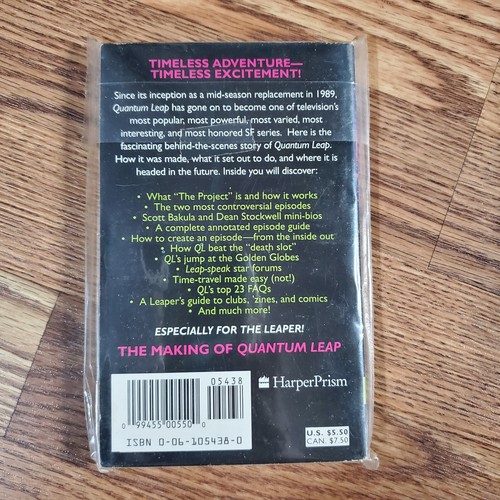 TIMELESS ADVENTURE—
TIMELESS EXCITEMENT!
Since its inception as a mid-season replacement in 1989,
Quantum Leap has gone on to become one of television's
most popular, most powerful, most varied, most
interesting, and most honored SF series. Here is the
fascinating behind-the-scenes story of Quantum Leap.
How it was made, what it set out to do, and where it is
headed in the future. Inside you will discover:
• What "The Project" is and how it works
• The two most controversial episodes
• Scott Bakula and Dean Stockwell mini-bios
• A complete annotated episode guide
• How to create an episode—from the inside out
• How QL beat the "death slot"
• QL's jump at the Golden Globes
• Leap-speak star forums
• Time-travel made easy (not!)
• QL's top 23 FAQs
• A Leaper's guide to clubs, 'zines, and comics
• And much more!
ESPECIALLY FOR THE LEAPER!
THE MAKING OF QUANTUM LEAP
05438
0 99455 00550 0
ISBN 0-06-105438-0
HarperPrism
U.S. $5.50
CAN. $7.50